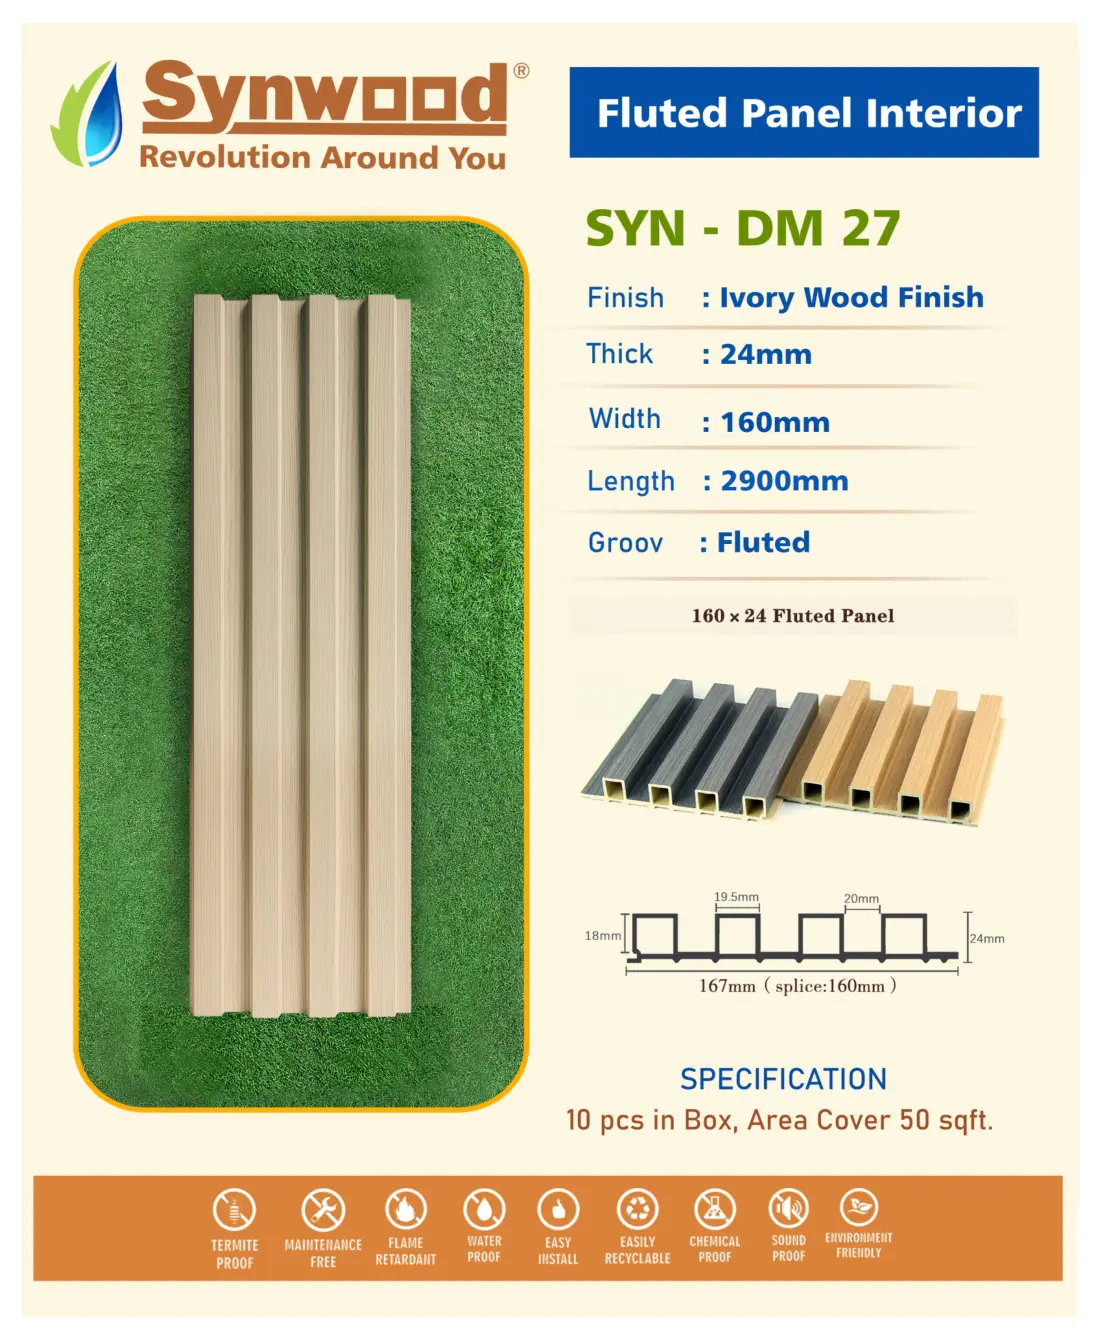 Synwood®
Revolution Around You
Fluted Panel Interior
SYN - DM 27
Finish : Ivory Wood Finish
Thick : 24mm
Width : 160mm
Length : 2900mm
Groov : Fluted
160 × 24 Fluted Panel
19.5mm
20mm
18mm
24mm
167mm ( splice:160mm )
SPECIFICATION
10 pcs in Box, Area Cover 50 sqft.
TERMITE
PROOF
MAINTENANCE
FREE
FLAME
RETARDANT
WATER
PROOF
EASY
INSTALL
EASILY
RECYCLABLE
CHEMICAL
PROOF
SOUND
PROOF
ENVIRONMENT
FRIENDLY